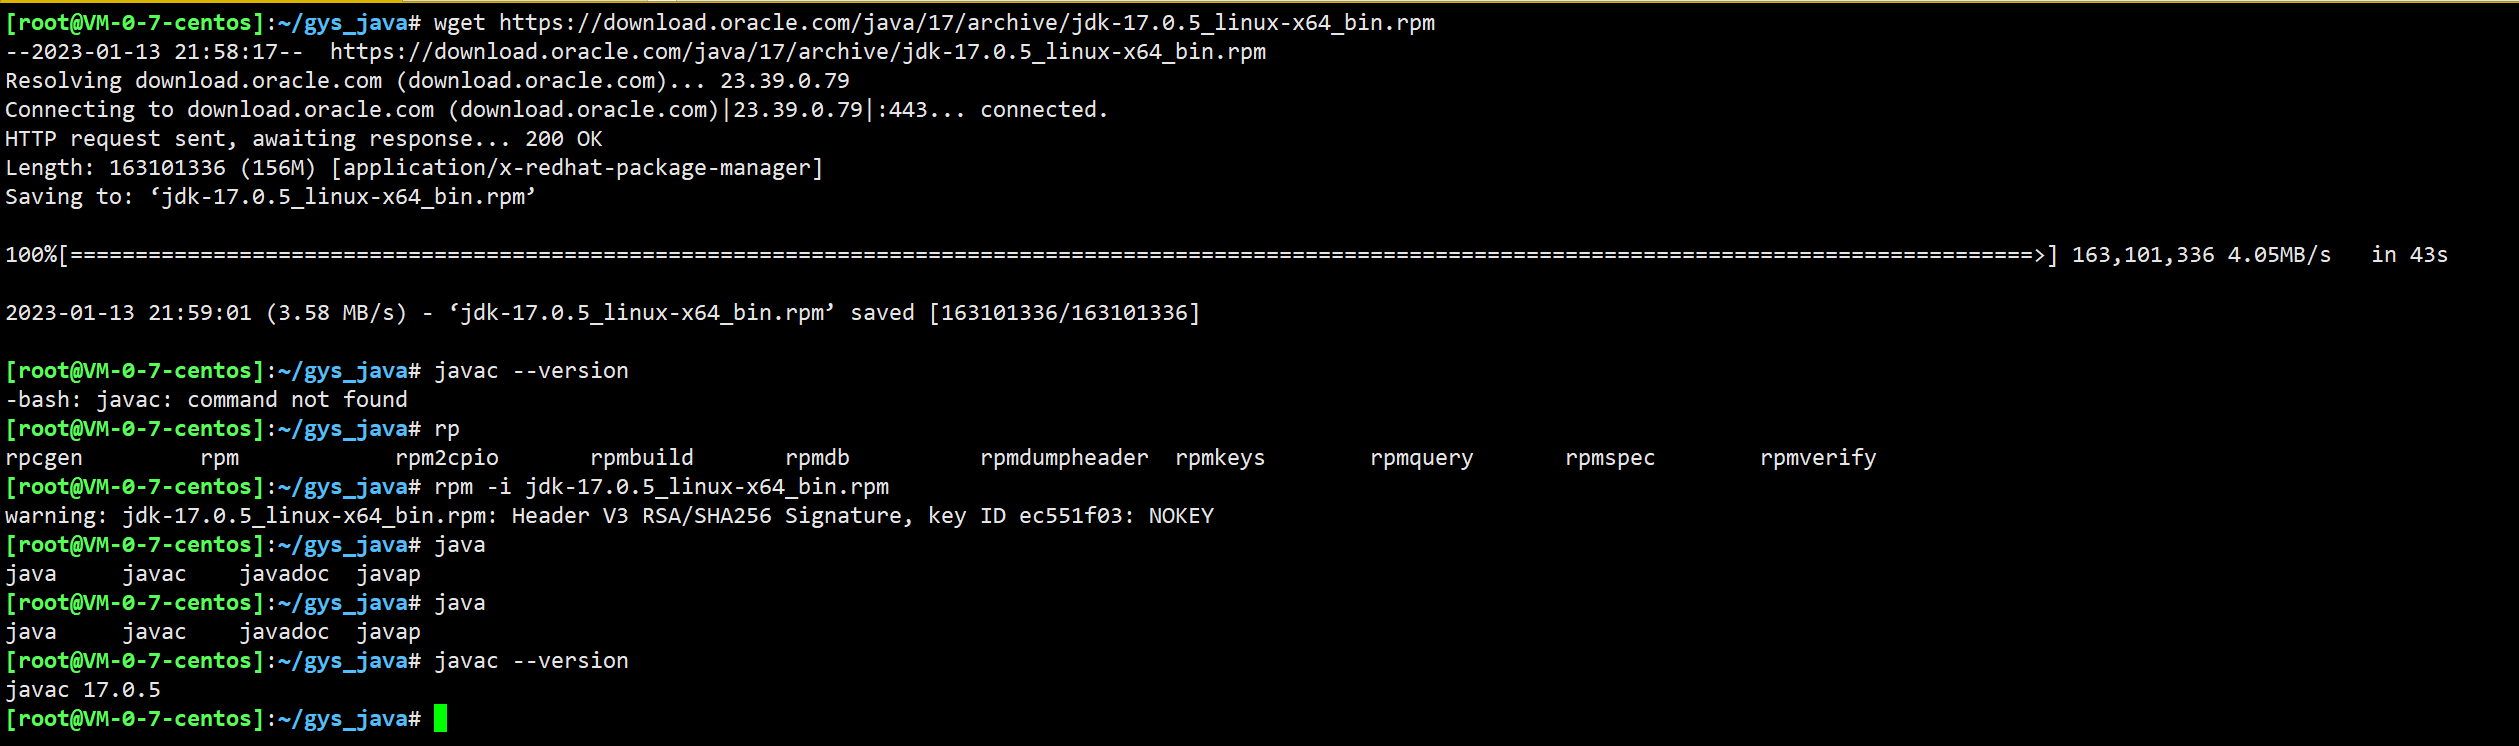 [root@VM-0-7-centos]:~/gys_java# wget https://download.oracle.com/java/17/archive/jdk-17.0.5_linux-x64_bin.rpm
--2023-01-13 21:58:17--  https://download.oracle.com/java/17/archive/jdk-17.0.5_linux-x64_bin.rpm
Resolving download.oracle.com (download.oracle.com)... 23.39.0.79
Connecting to download.oracle.com (download.oracle.com)|23.39.0.79|:443... connected.
HTTP request sent, awaiting response... 200 OK
Length: 163101336 (156M) [application/x-redhat-package-manager]
Saving to: ‘jdk-17.0.5_linux-x64_bin.rpm’
100%[=======================================================================================================================================================>] 163,101,336 4.05MB/s   in 43s
2023-01-13 21:59:01 (3.58 MB/s) - ‘jdk-17.0.5_linux-x64_bin.rpm’ saved [163101336/163101336]
[root@VM-0-7-centos]:~/gys_java# javac --version
-bash: javac: command not found
[root@VM-0-7-centos]:~/gys_java# rp
rpcgen         rpm            rpm2cpio       rpmbuild       rpmdb          rpmdumpheader  rpmkeys        rpmquery       rpmspec        rpmverify
[root@VM-0-7-centos]:~/gys_java# rpm -i jdk-17.0.5_linux-x64_bin.rpm
warning: jdk-17.0.5_linux-x64_bin.rpm: Header V3 RSA/SHA256 Signature, key ID ec551f03: NOKEY
[root@VM-0-7-centos]:~/gys_java# java
java     javac    javadoc  javap
[root@VM-0-7-centos]:~/gys_java# java
java     javac    javadoc  javap
[root@VM-0-7-centos]:~/gys_java# javac --version
javac 17.0.5
[root@VM-0-7-centos]:~/gys_java#